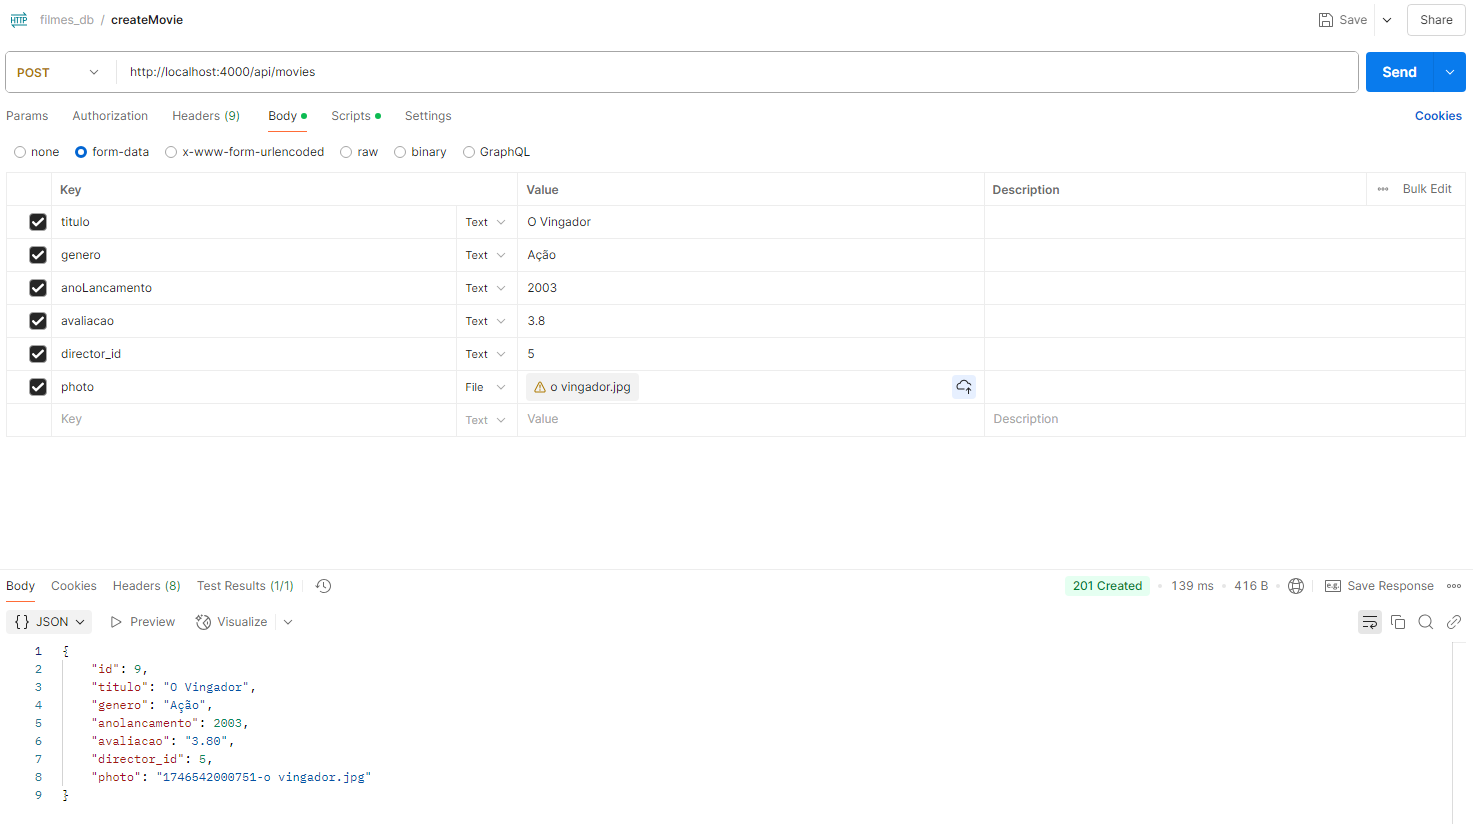 HTTP filmes_db / createMovie Save Share
POST http://localhost:4000/api/movies Send
Params Authorization Headers (9) Body Scripts Settings Cookies
none form-data x-www-form-urlencoded raw binary GraphQL
Key Value Description Bulk Edit
titulo Text O Vingador
genero Text Ação
anoLancamento Text 2003
avaliacao Text 3.8
director_id Text 5
photo File o vingador.jpg
Key Text Value Description
Body Cookies Headers (8) Test Results (1/1) 201 Created 139 ms 416 B e.g. Save Response
{} JSON Preview Visualize
1 {
2 "id": 9,
3 "titulo": "O Vingador",
4 "genero": "Ação",
5 "anolancamento": 2003,
6 "avaliacao": "3.80",
7 "director_id": 5,
8 "photo": "1746542000751-o vingador.jpg"
9 }